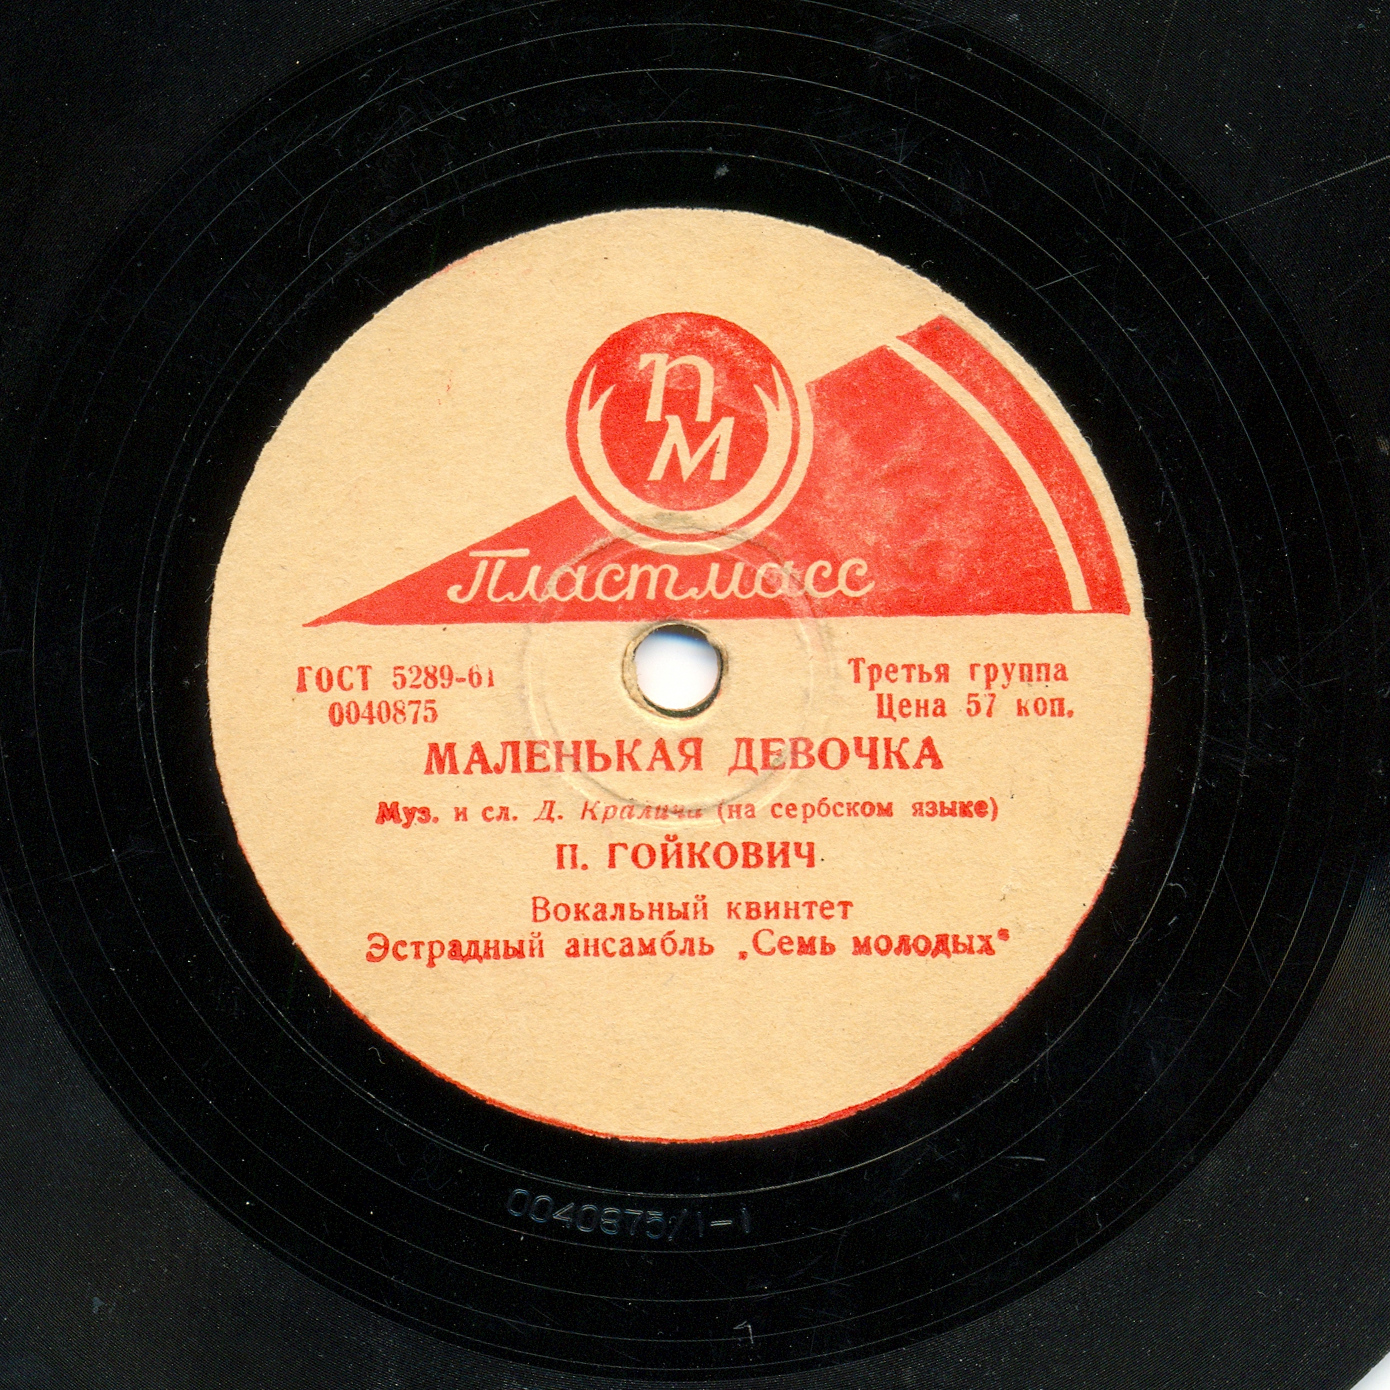 П
М
Пластмасс
ГОСТ 5289-61
0040875
Третья группа
Цена 57 коп.
МАЛЕНЬКАЯ ДЕВОЧКА
Муз. и сл. Д. Кралича (на сербском языке)
П. ГОЙКОВИЧ
Вокальный квинтет
Эстрадный ансамбль „Семь молодых“
0040875/1-1